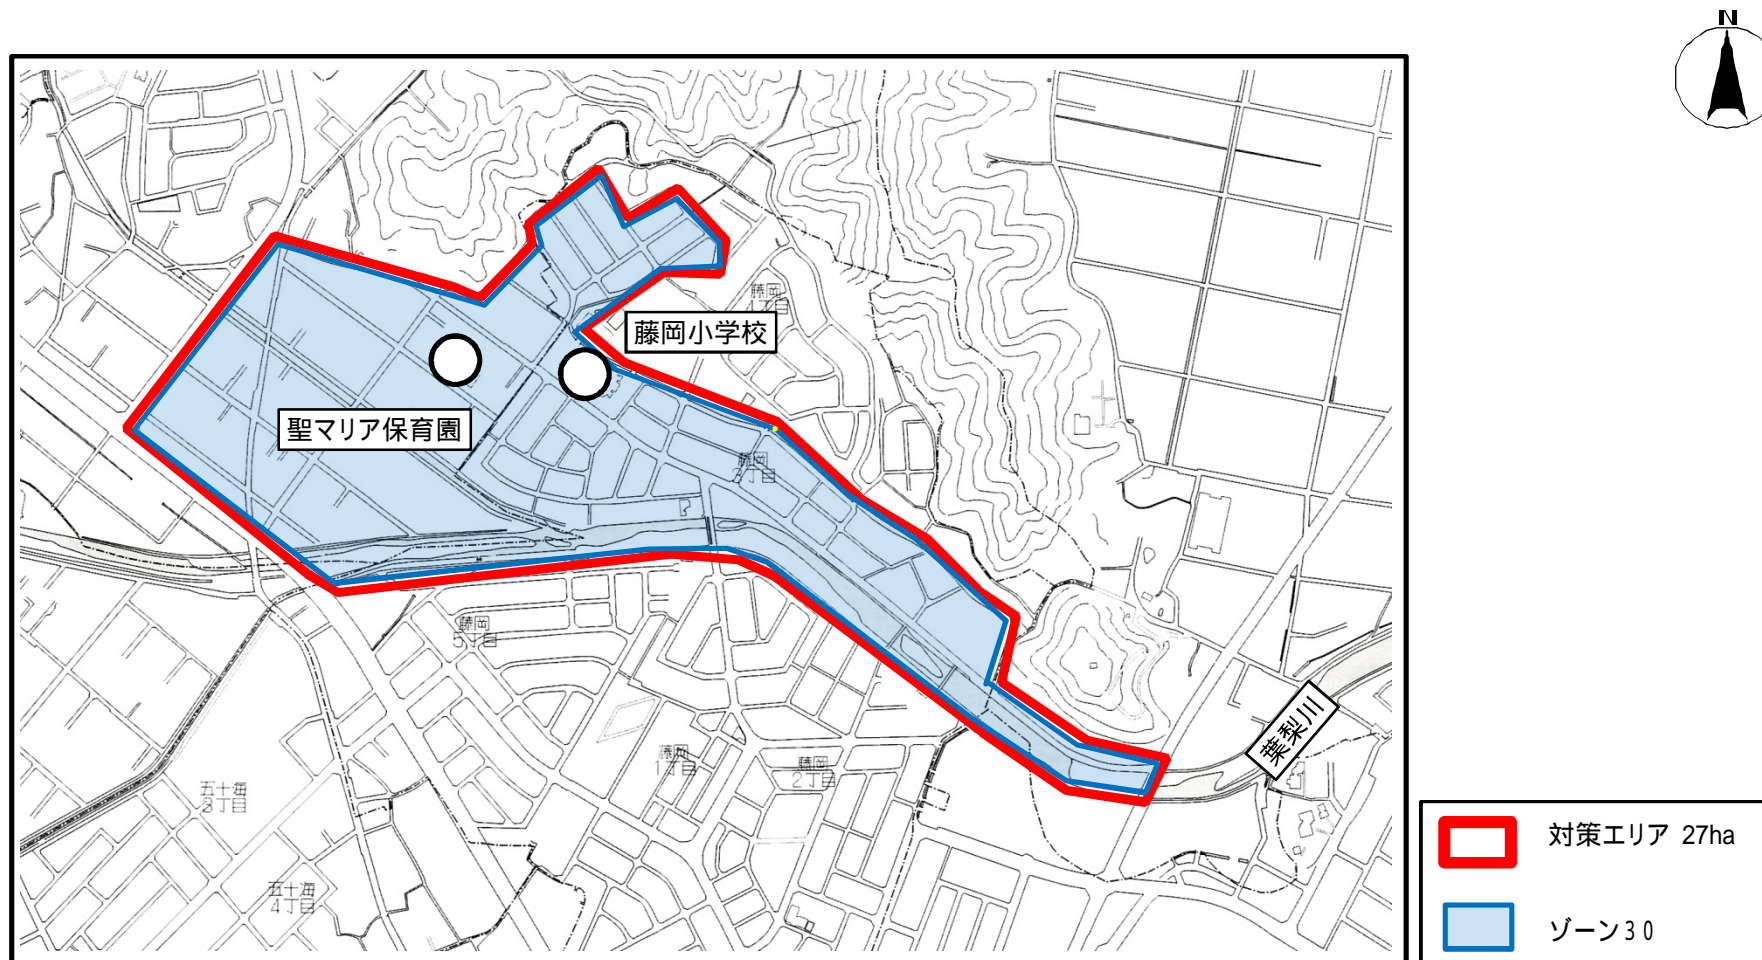 N
藤岡
4丁目
藤岡小学校
聖マリア保育園
藤岡
3丁目
藤岡
5丁目
葉梨川
藤岡
1丁目
藤岡
2丁目
五十海
3丁目
五十海
4丁目
対策エリア 27ha
ゾーン30